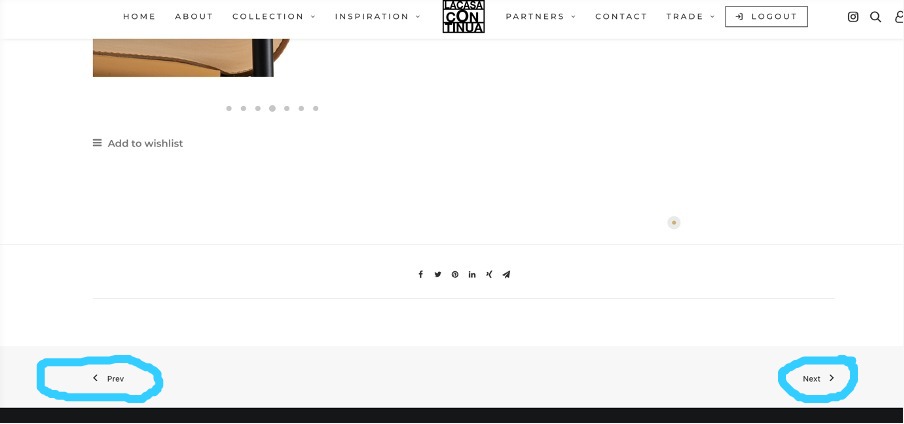 HOME ABOUT COLLECTION INSPIRATION LACASA CON TINUA PARTNERS CONTACT TRADE LOGOUT
Add to wishlist
Prev Next